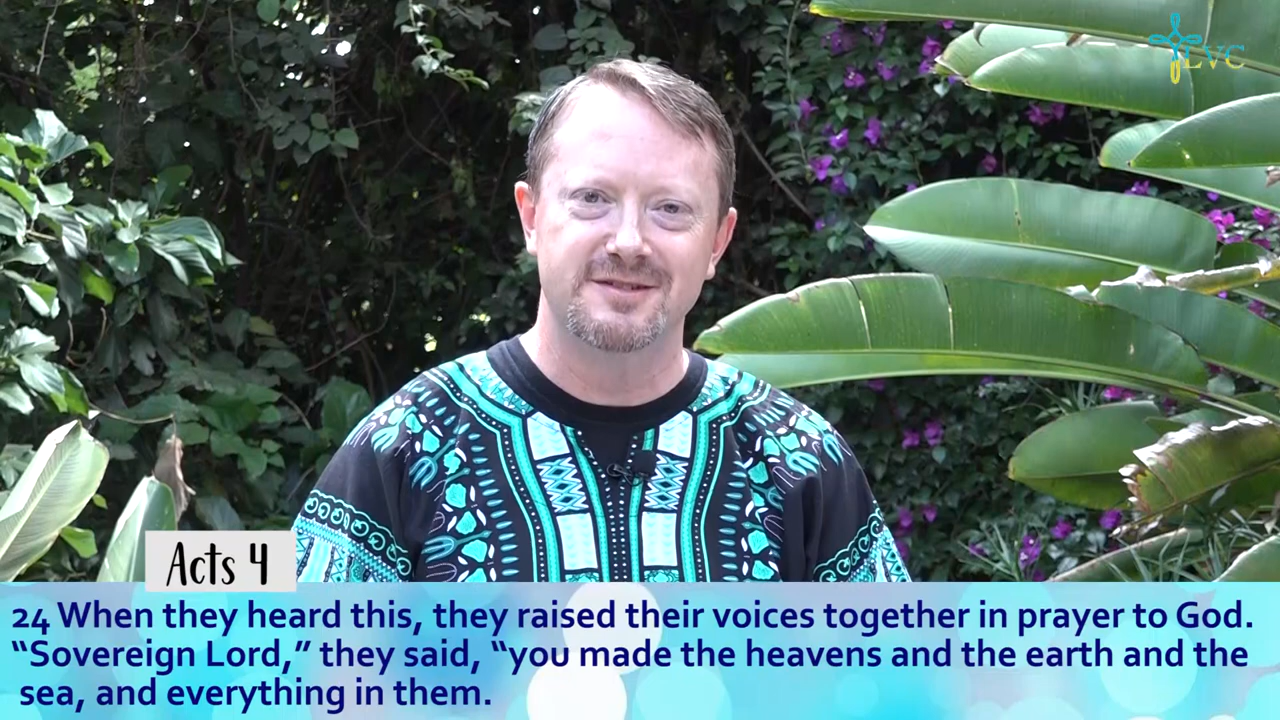 LVC
Acts 4
24 When they heard this, they raised their voices together in prayer to God.
“Sovereign Lord,” they said, “you made the heavens and the earth and the
sea, and everything in them.